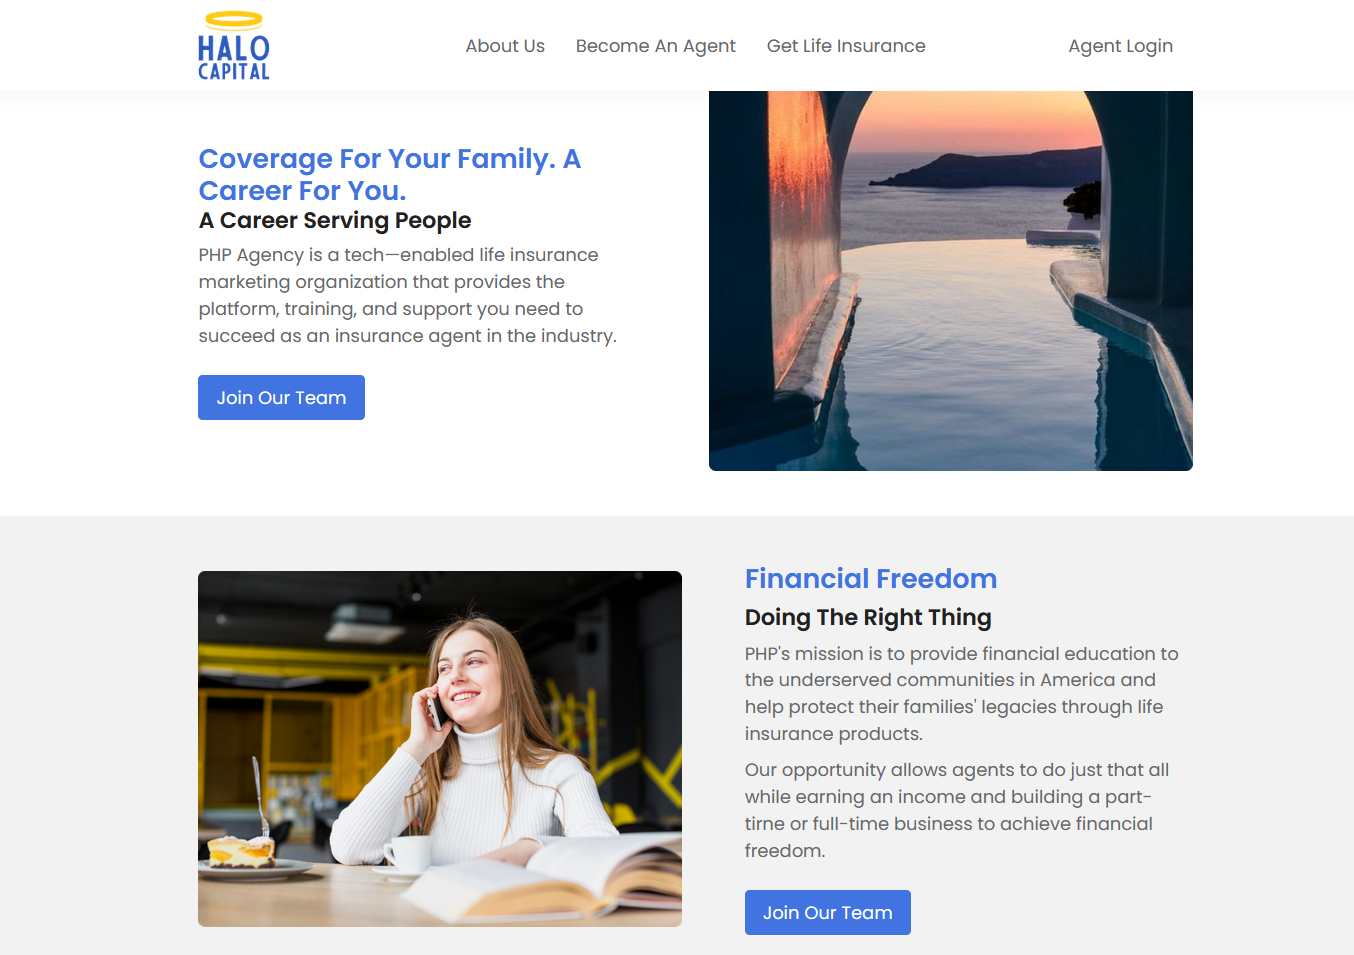 HALO
CAPITAL
About Us
Become An Agent
Get Life Insurance
Agent Login
Coverage For Your Family. A
Career For You.
A Career Serving People
PHP Agency is a tech—enabled life insurance
marketing organization that provides the
platform, training, and support you need to
succeed as an insurance agent in the industry.
Join Our Team
Financial Freedom
Doing The Right Thing
PHP's mission is to provide financial education to
the underserved communities in America and
help protect their families' legacies through life
insurance products.
Our opportunity allows agents to do just that all
while earning an income and building a part-
tirne or full-time business to achieve financial
freedom.
Join Our Team